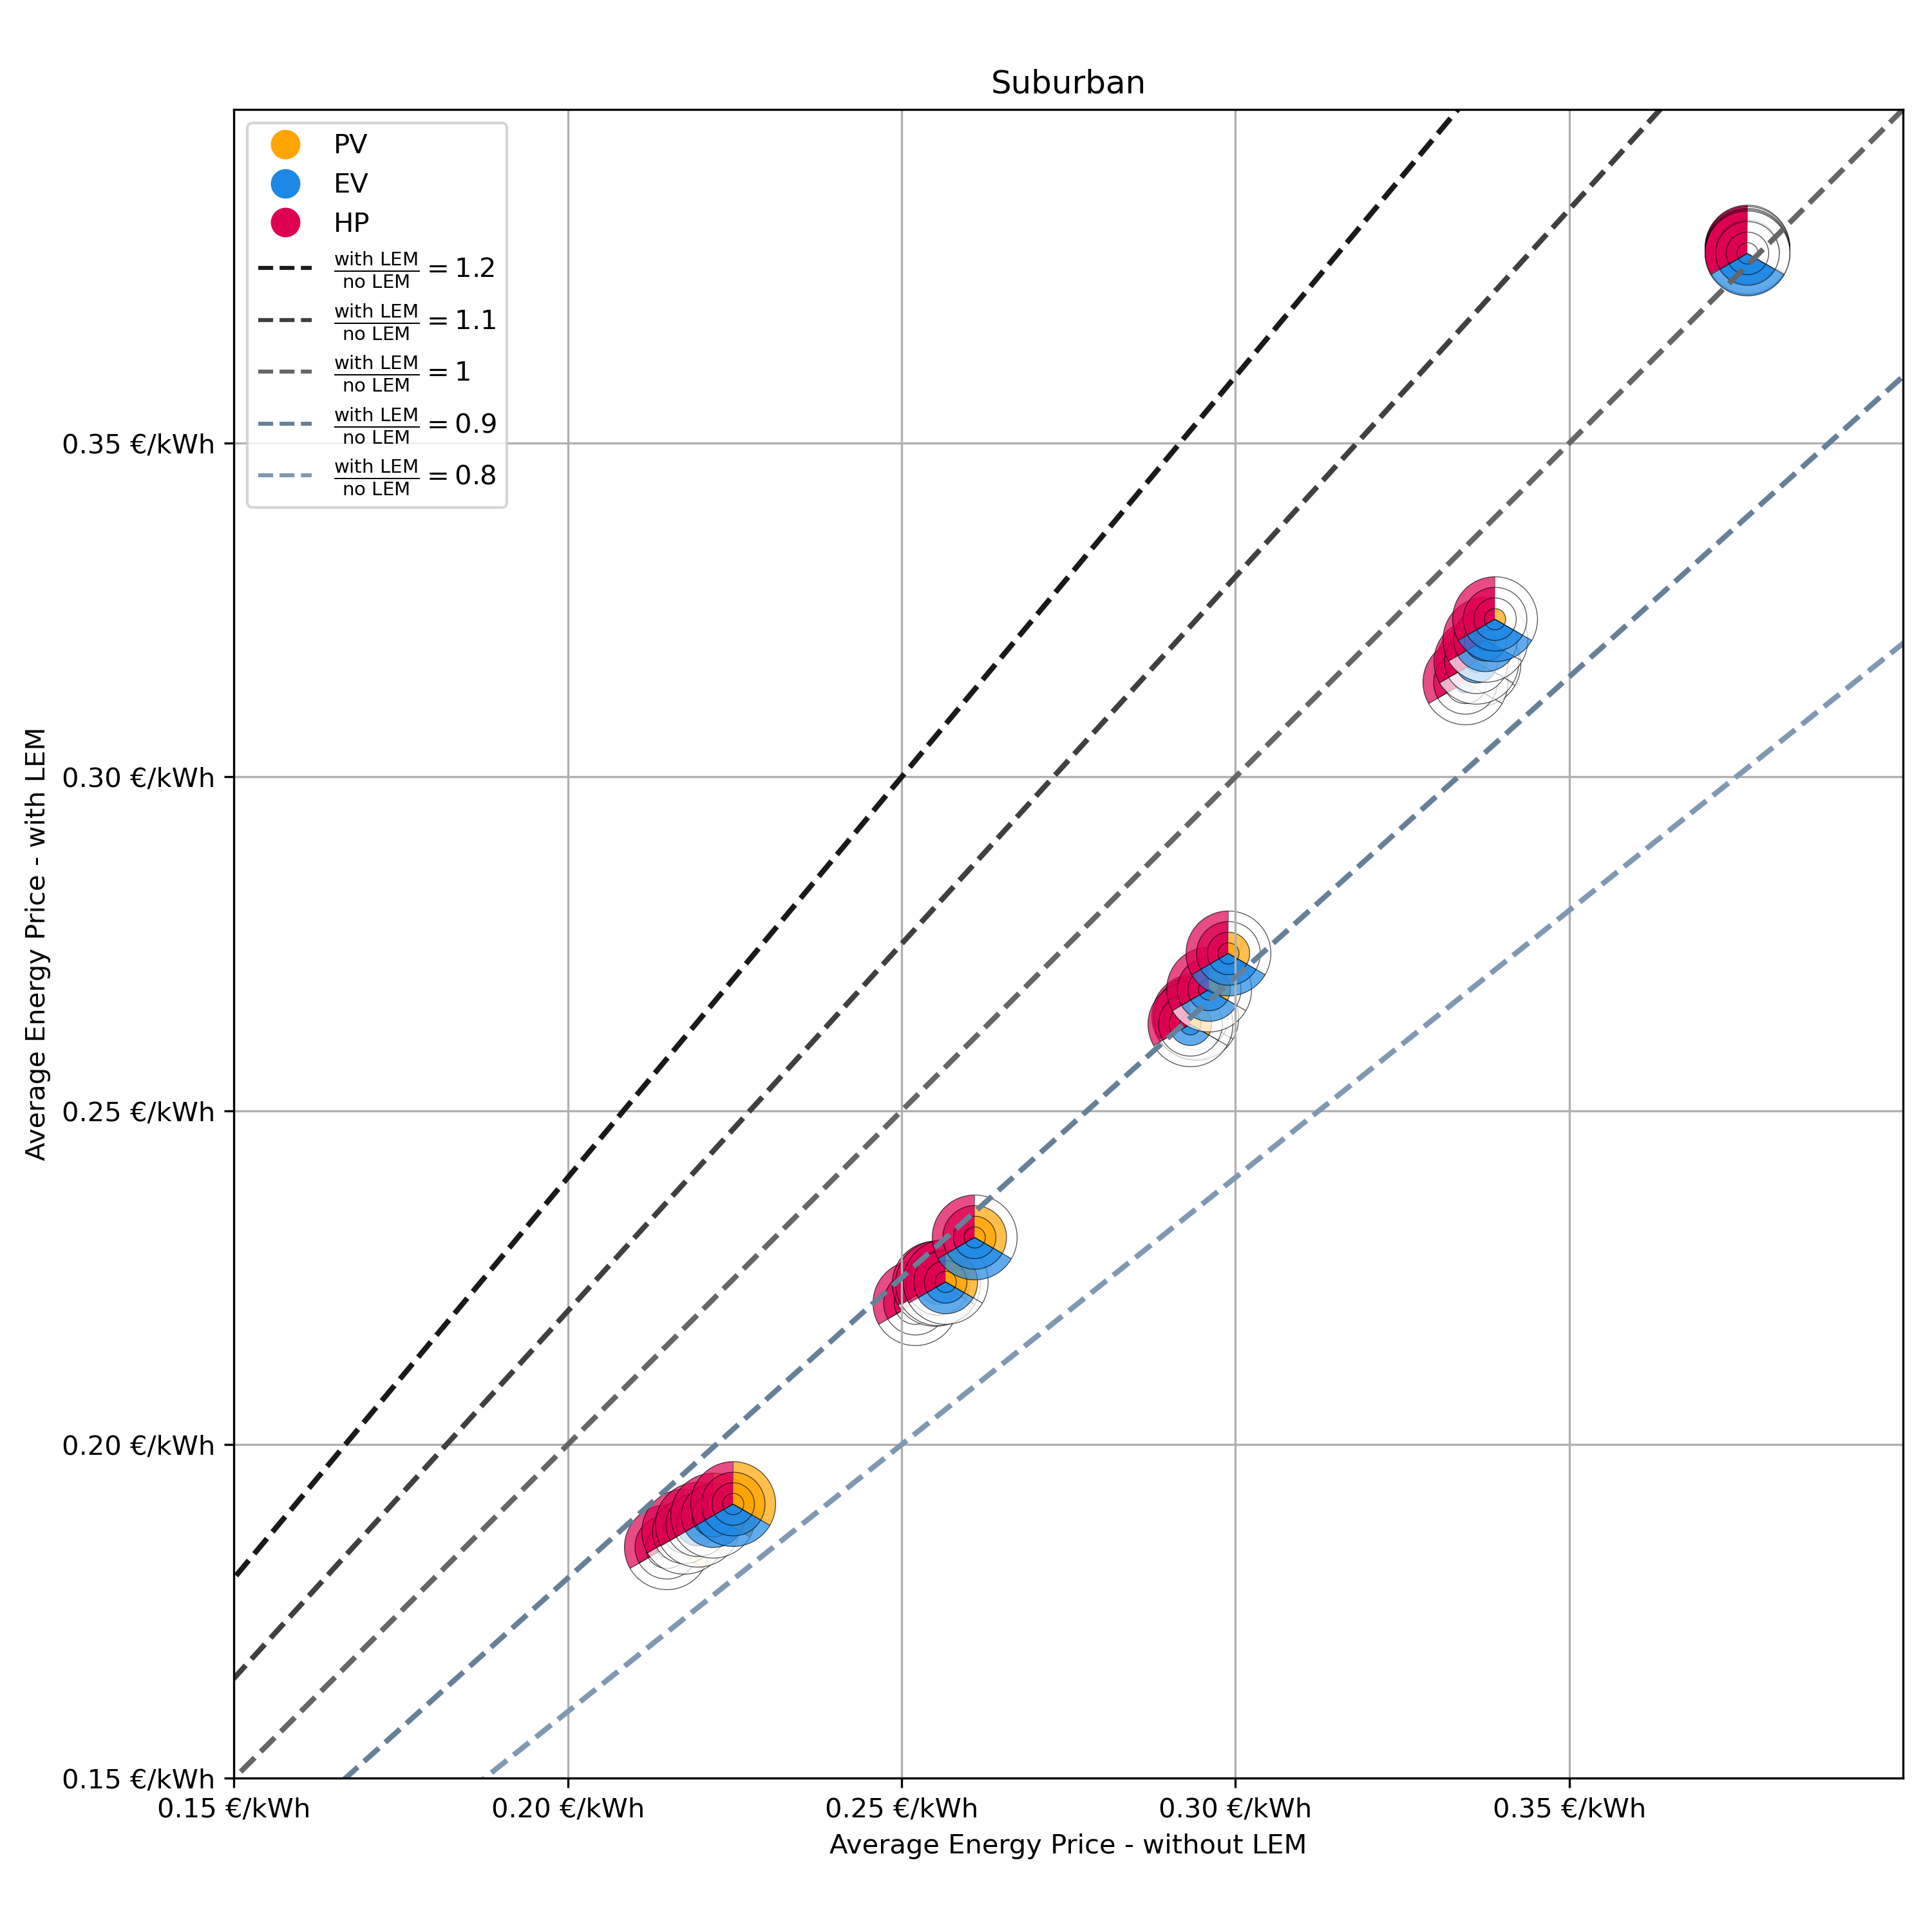 Suburban
PV
EV
HP
with LEM
no LEM = 1.2
with LEM
no LEM = 1.1
with LEM
no LEM = 1
with LEM
no LEM = 0.9
with LEM
no LEM = 0.8
Average Energy Price - with LEM
0.35 €/kWh
0.30 €/kWh
0.25 €/kWh
0.20 €/kWh
0.15 €/kWh
0.15 €/kWh 0.20 €/kWh 0.25 €/kWh 0.30 €/kWh 0.35 €/kWh
Average Energy Price - without LEM